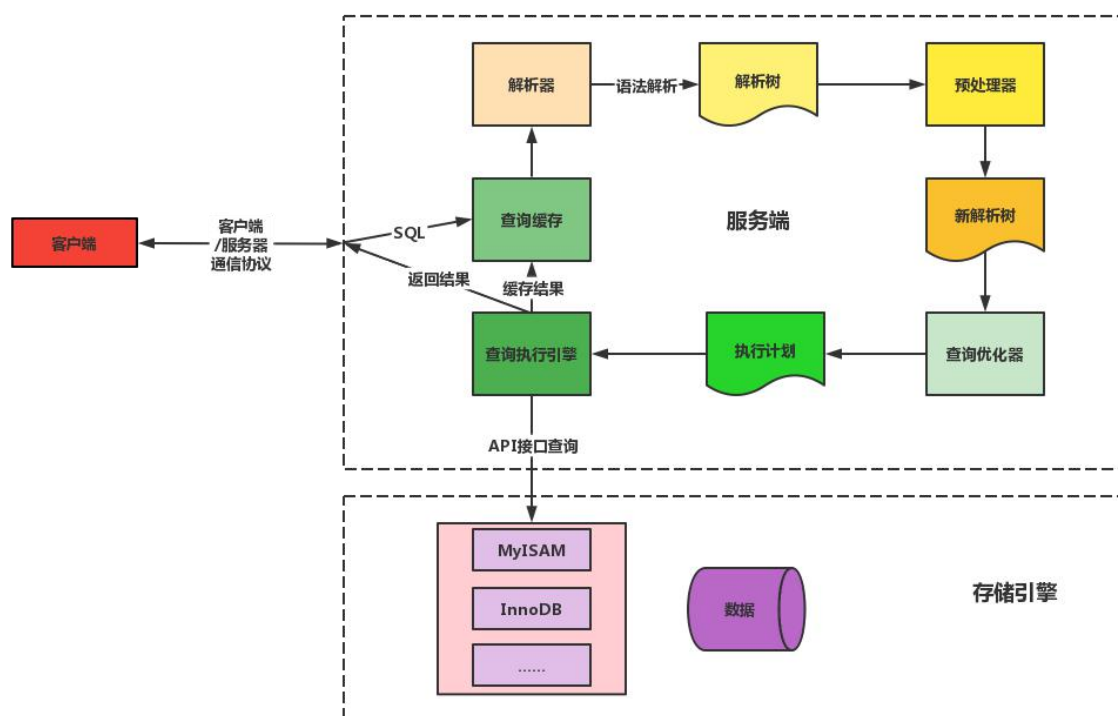 解析器
语法解析
解析树
预处理器
查询缓存
服务端
新解析树
客户端
客户端
/服务器
通信协议
SQL
返回结果
缓存结果
查询执行引擎
执行计划
查询优化器
API接口查询
MyISAM
InnoDB
......
数据
存储引擎